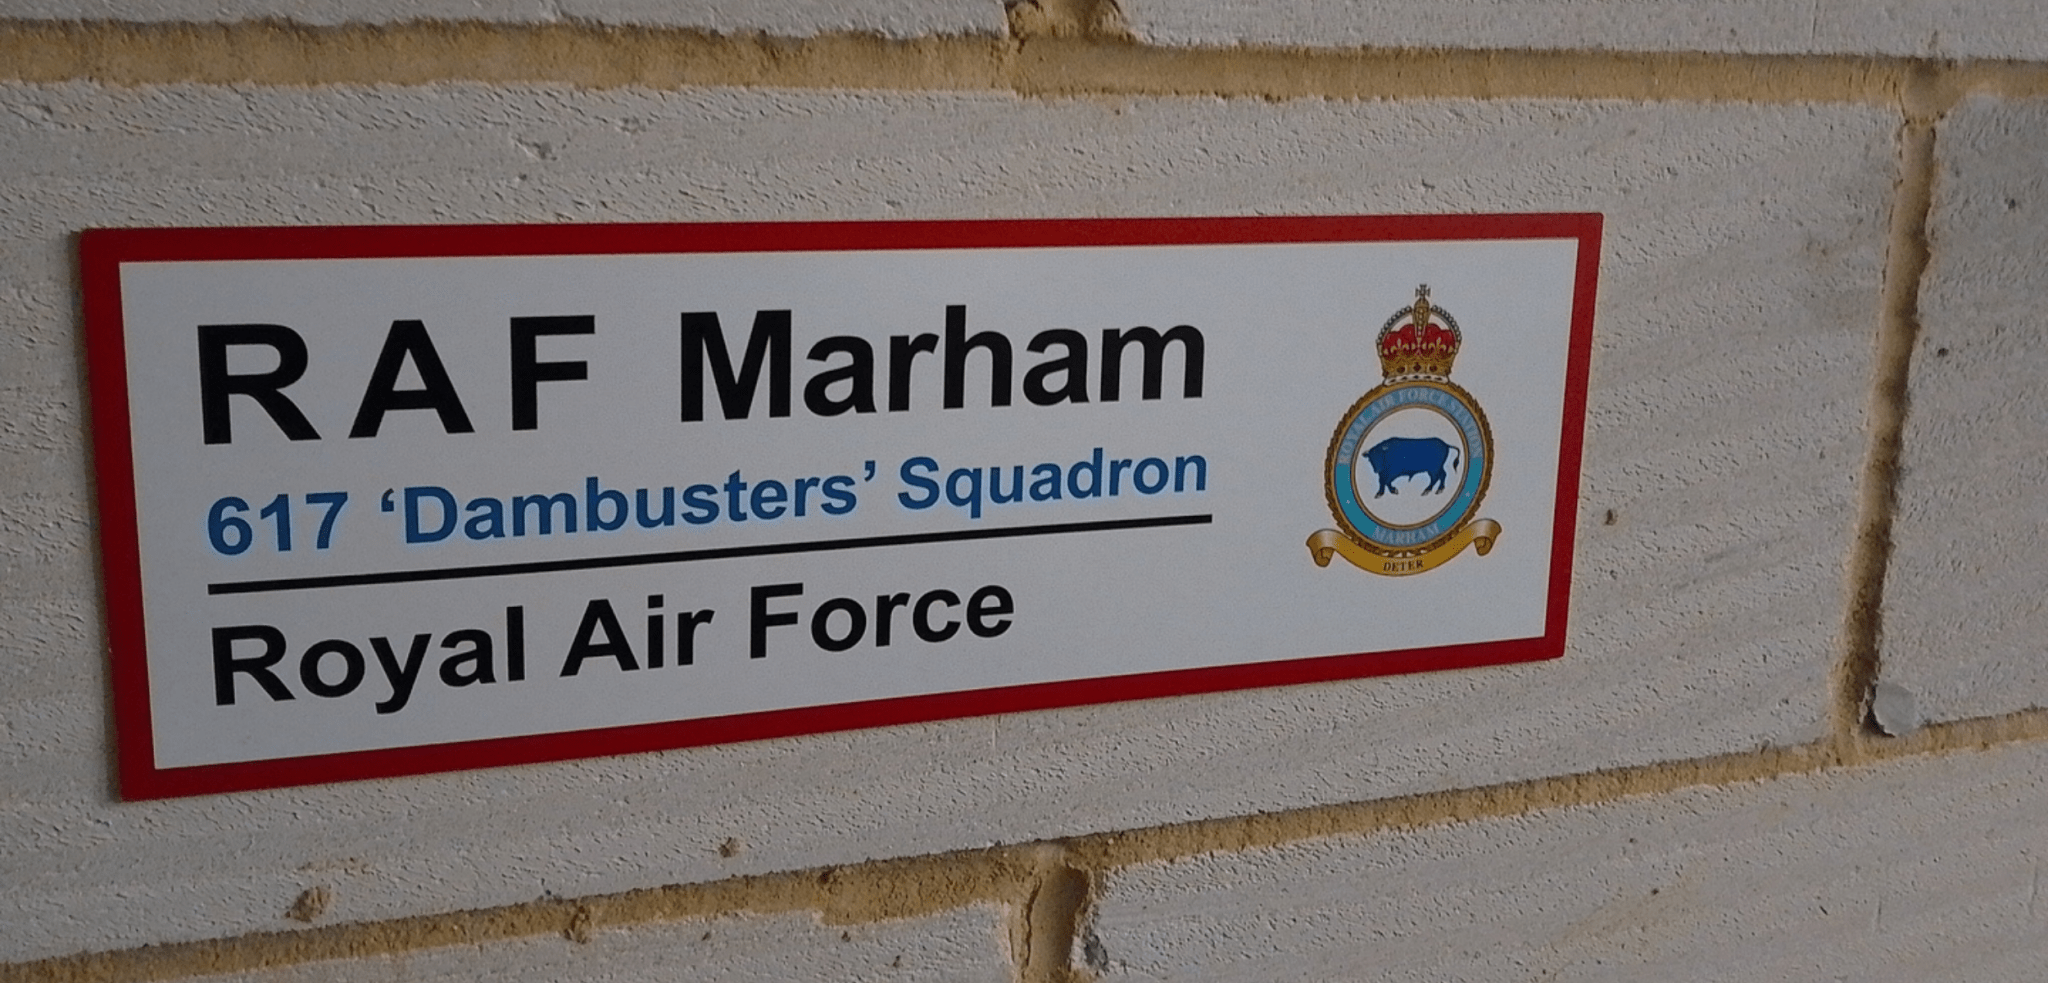 RAF Marham
617 ‘Dambusters’ Squadron
Royal Air Force
ROYAL AIR FORCE STATION
MARHAM
DETER